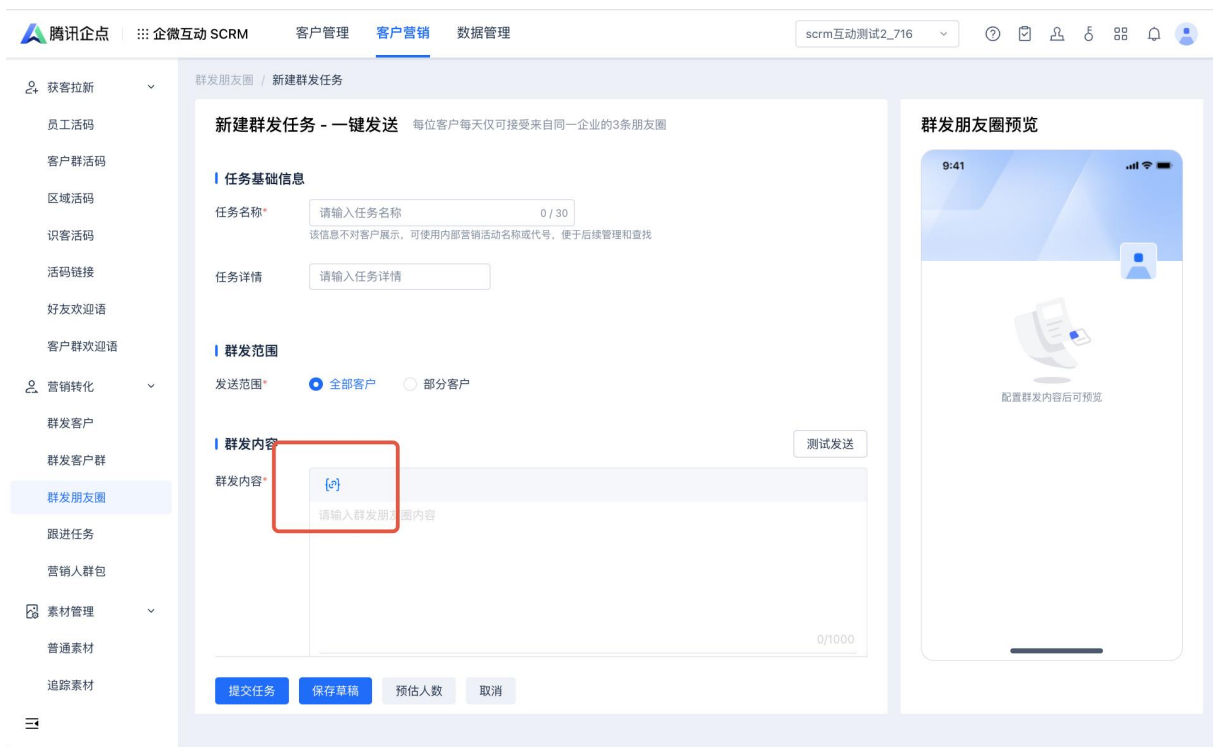 腾讯企点 企微互动 SCRM 客户管理 客户营销 数据管理 scrm互动测试2_716
获客拉新
员工活码
客户群活码
区域活码
识客活码
活码链接
好友欢迎语
客户群欢迎语
营销转化
群发客户
群发客户群
群发朋友圈
跟进任务
营销人群包
素材管理
普通素材
追踪素材
群发朋友圈 / 新建群发任务
新建群发任务 - 一键发送 每位客户每天仅可接受来自同一企业的3条朋友圈
任务基础信息
任务名称* 请输入任务名称 0 / 30
该信息不对客户展示，可使用内部营销活动名称或代号，便于后续管理和查找
任务详情 请输入任务详情
群发范围
发送范围* 全部客户 部分客户
群发内容 测试发送
群发内容*
请输入群发朋友圈内容
0/1000
提交任务 保存草稿 预估人数 取消
群发朋友圈预览
9:41
配置群发内容后可预览